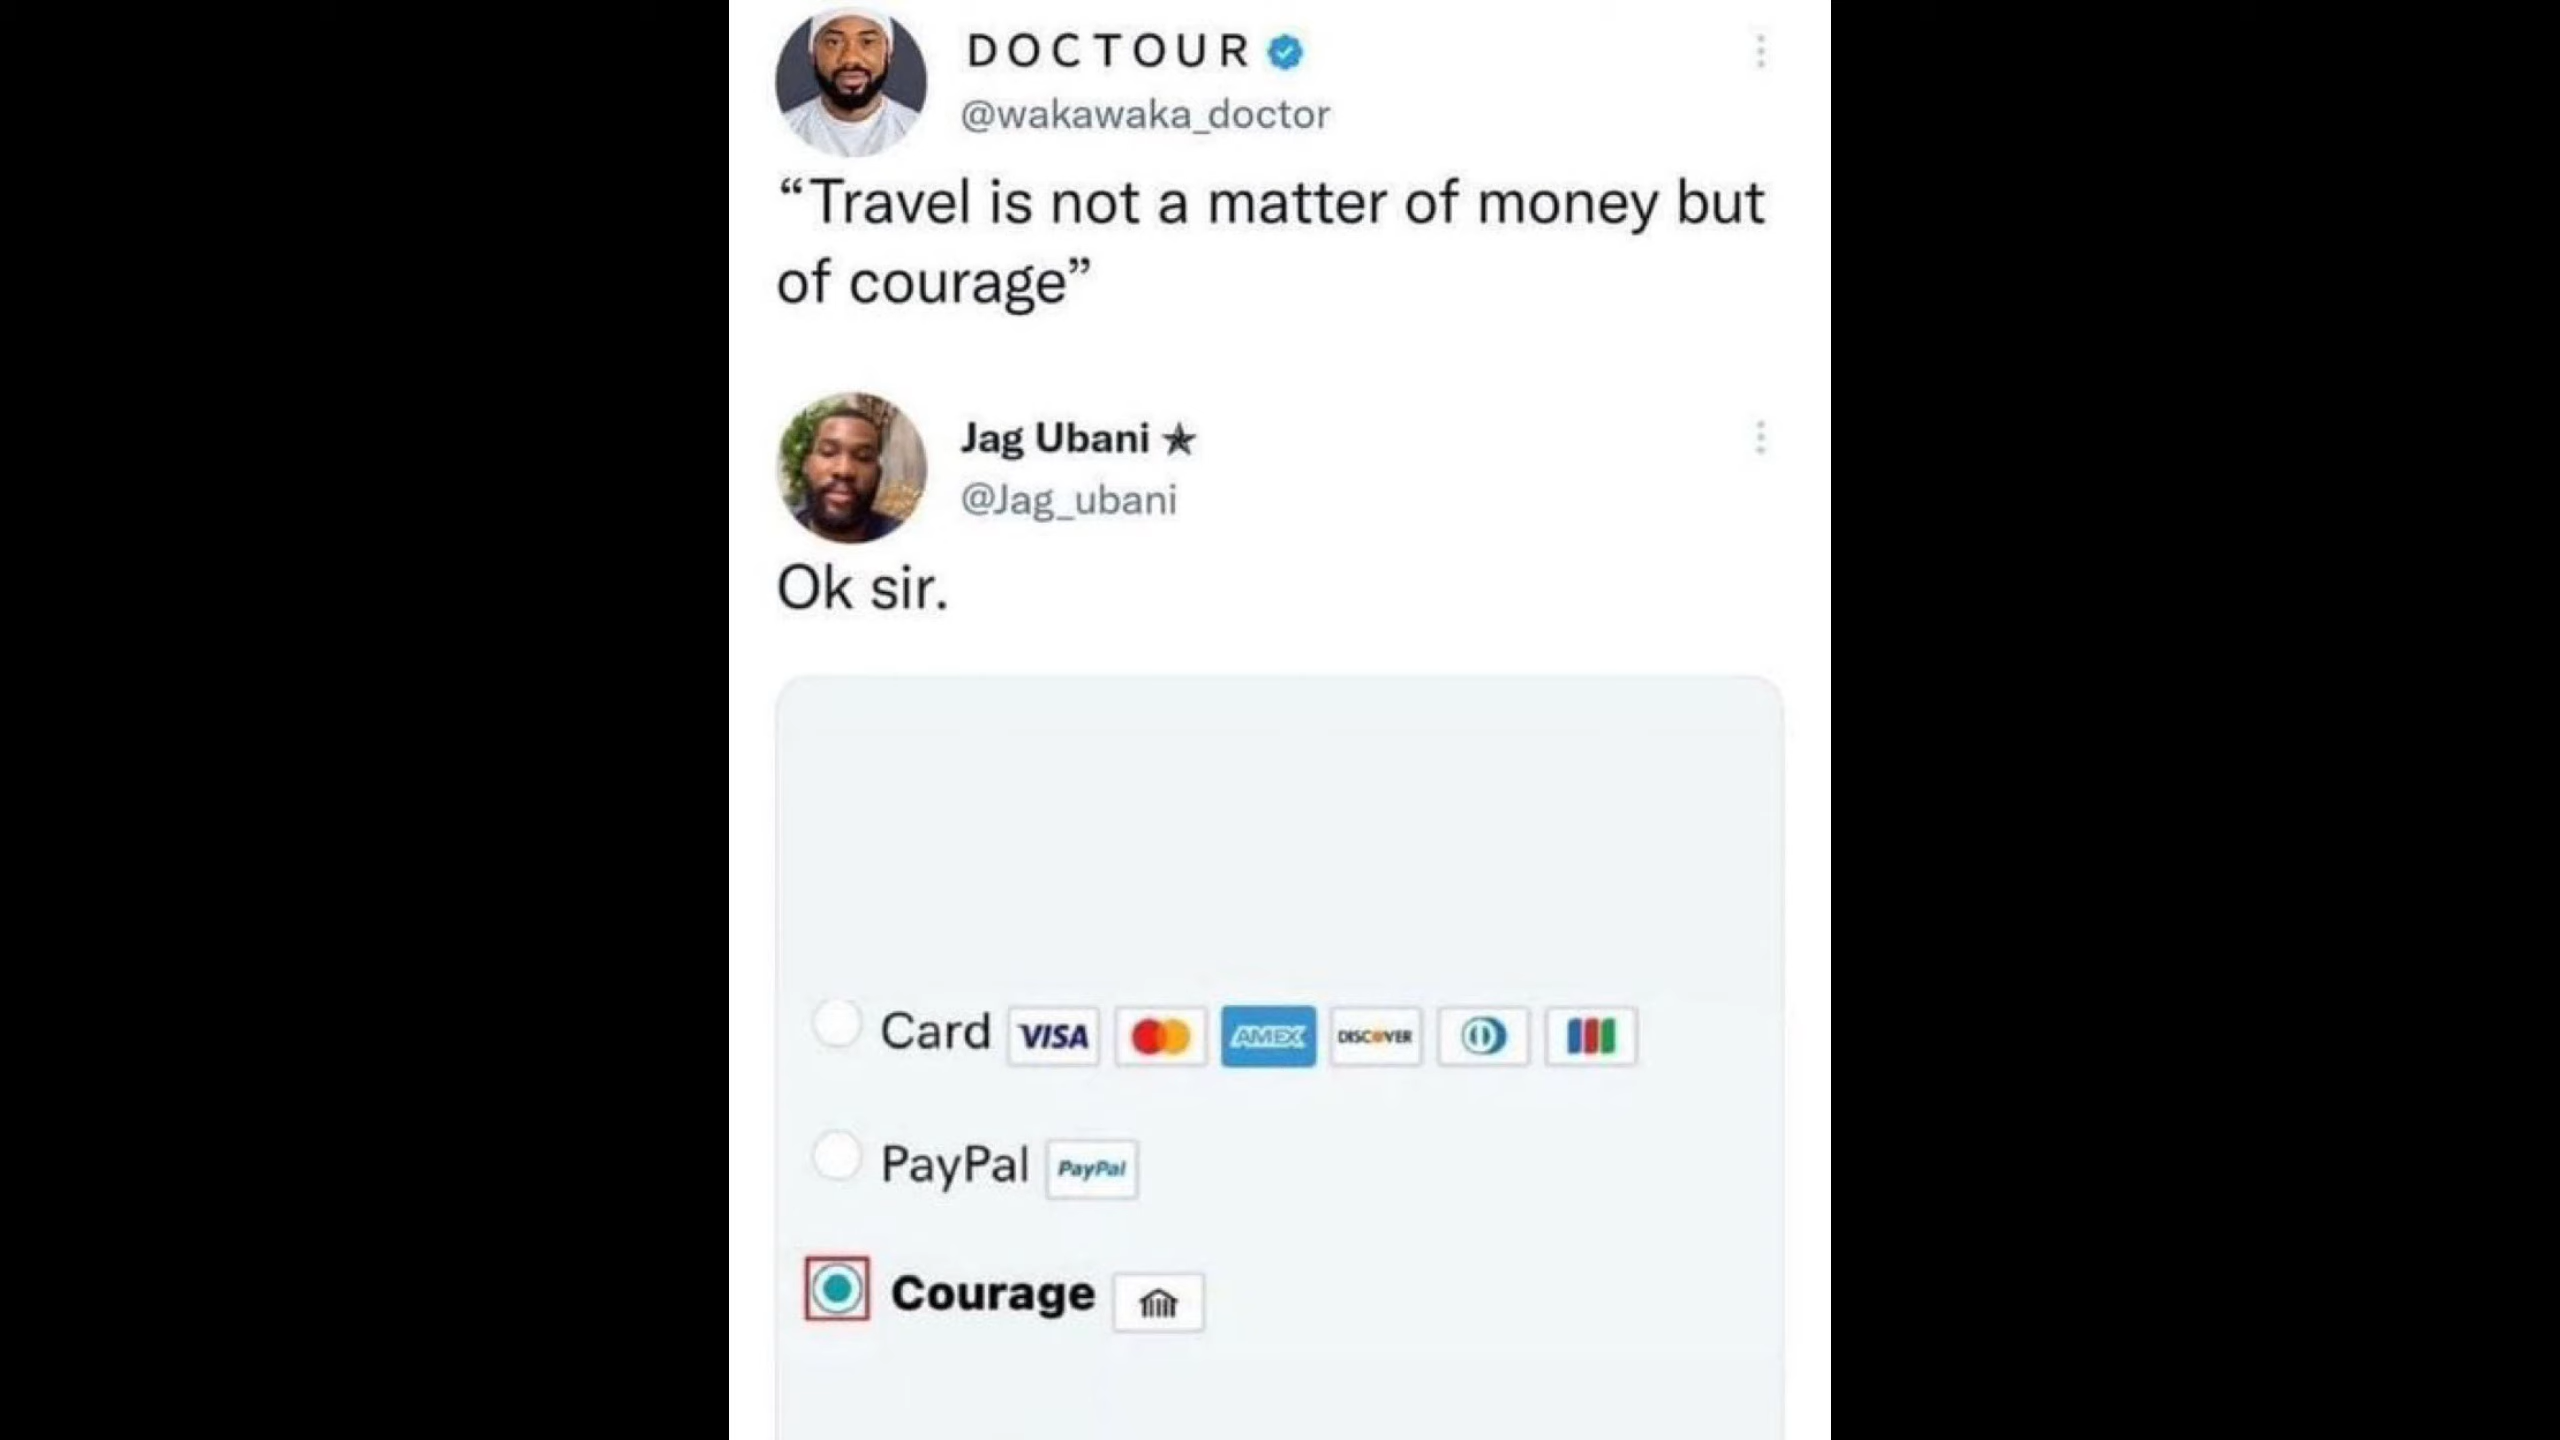 D O C T O U R
@wakawaka_doctor
“Travel is not a matter of money but
of courage”
Jag Ubani ★
@Jag_ubani
Ok sir.
Card VISA AMEX DISCOVER
PayPal PayPal
Courage